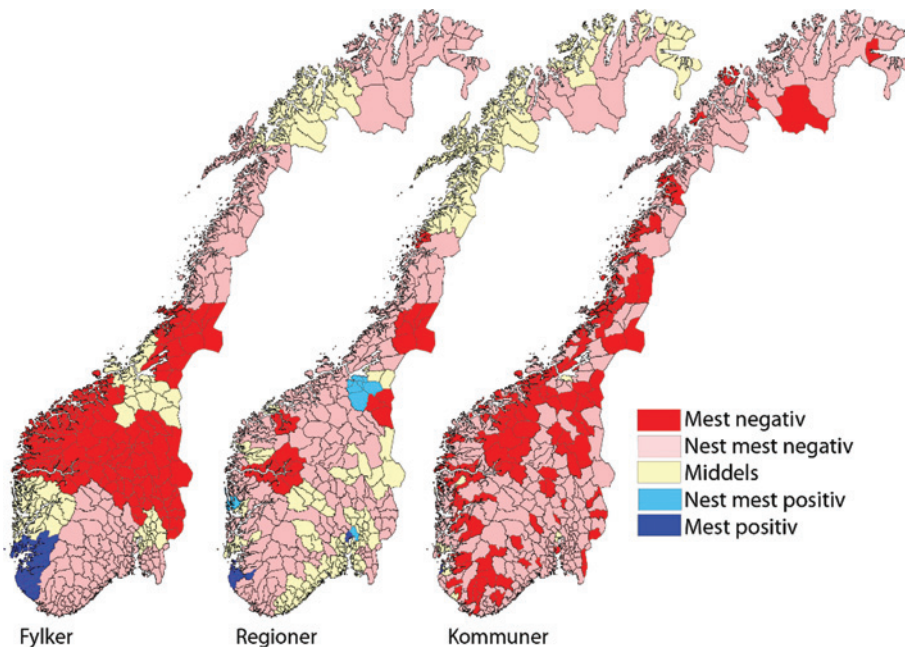 Mest negativ
Nest mest negativ
Middels
Nest mest positiv
Mest positiv
Fylker
Regioner
Kommuner